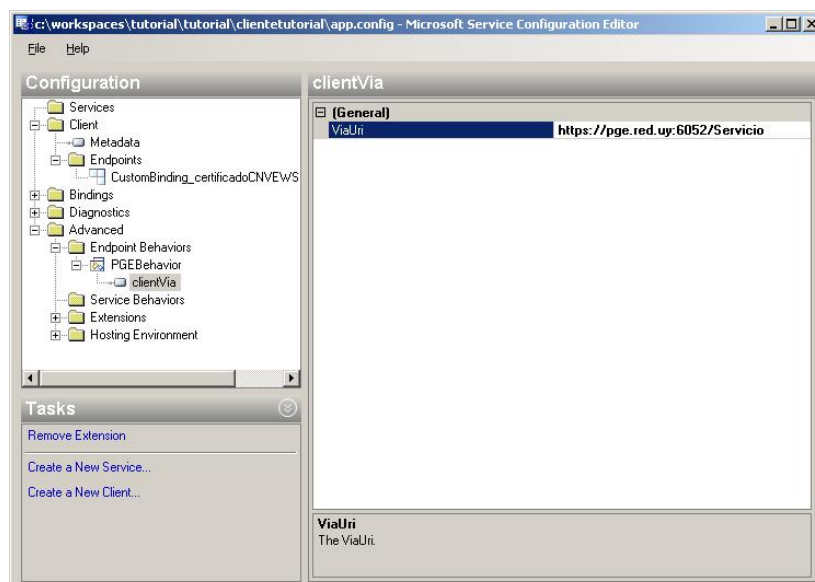 c:\workspaces\tutorial\tutorial\clientetutorial\app.config - Microsoft Service Configuration Editor
File Help
Configuration
Services
Client
Metadata
Endpoints
CustomBinding_certificadoCNVEWS
Bindings
Diagnostics
Advanced
Endpoint Behaviors
PGEBehavior
clientVia
Service Behaviors
Extensions
Hosting Environment
Tasks
Remove Extension
Create a New Service...
Create a New Client...
clientVia
(General)
ViaUri https://pge.red.uy:6052/Servicio
ViaUri
The ViaUri.